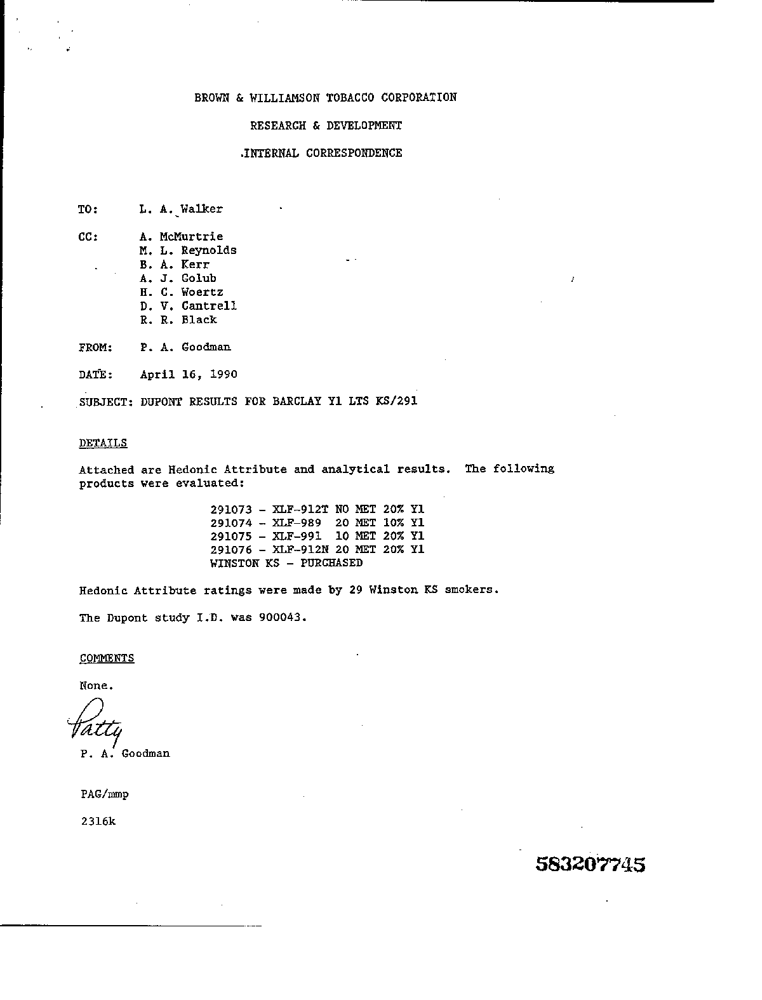 BROWN & WILLIAMSON TOBACCO CORPORATION
RESEARCH & DEVELOPMENT
.INTERNAL CORRESPONDENCE
TO: L. A. Walker
CC: A. McMurtrie
M. L. Reynolds
B. A. Kerr
A. J. Golub
H. C. Woertz
D. V. Cantrell
R. R. Black
FROM: P. A. Goodman
DATE: April 16, 1990
SUBJECT: DUPONT RESULTS FOR BARCLAY Y1 LTS KS/291
DETAILS
Attached are Hedonic Attribute and analytical results. The following
products were evaluated:
291073 - XLF-912T NO MET 20% Y1
291074 - XLF-989 20 MET 10% Y1
291075 - XLF-991 10 MET 20% Y1
291076 - XLF-912N 20 MET 20% Y1
WINSTON KS - PURCHASED
Hedonic Attribute ratings were made by 29 Winston KS smokers.
The Dupont study I.D. was 900043.
COMMENTS
None.
Patty
P. A. Goodman
PAG/mmp
2316k
583207745